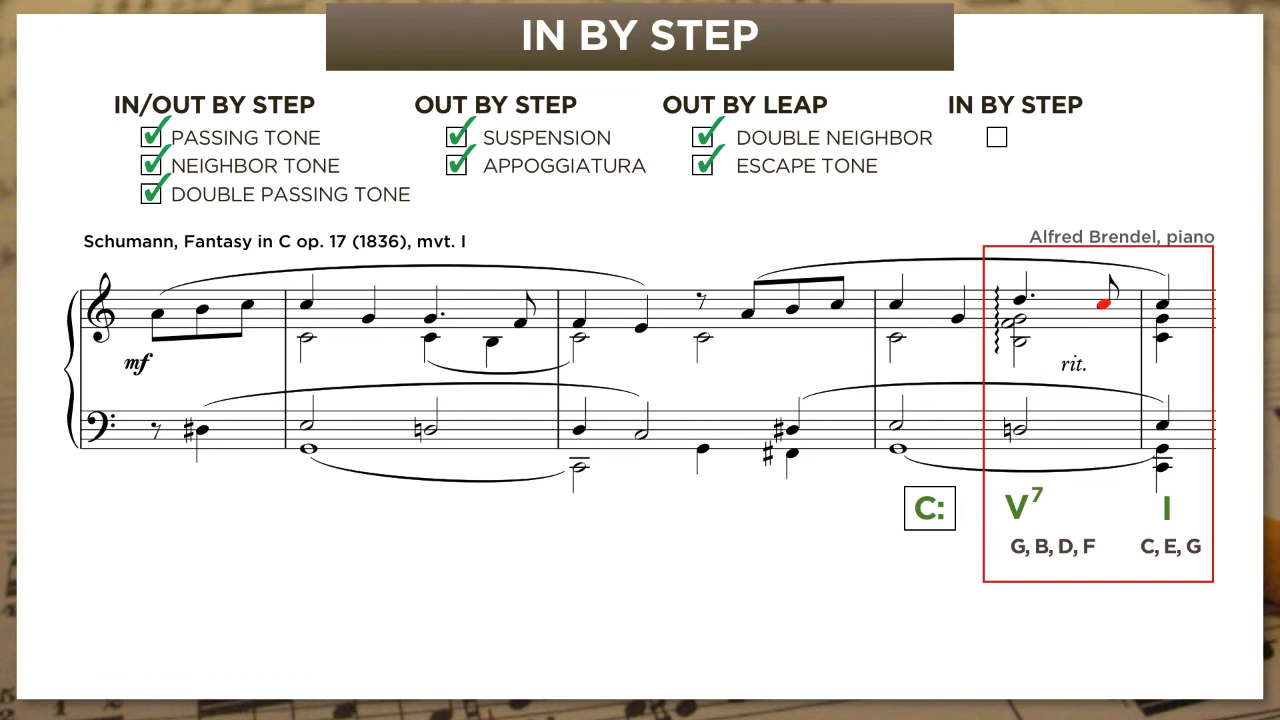 IN BY STEP
IN/OUT BY STEP
PASSING TONE
NEIGHBOR TONE
DOUBLE PASSING TONE
OUT BY STEP
SUSPENSION
APPOGGIATURA
OUT BY LEAP
DOUBLE NEIGHBOR
ESCAPE TONE
IN BY STEP
Schumann, Fantasy in C op. 17 (1836), mvt. I
Alfred Brendel, piano
mf
rit.
C: V7 I
G, B, D, F C, E, G